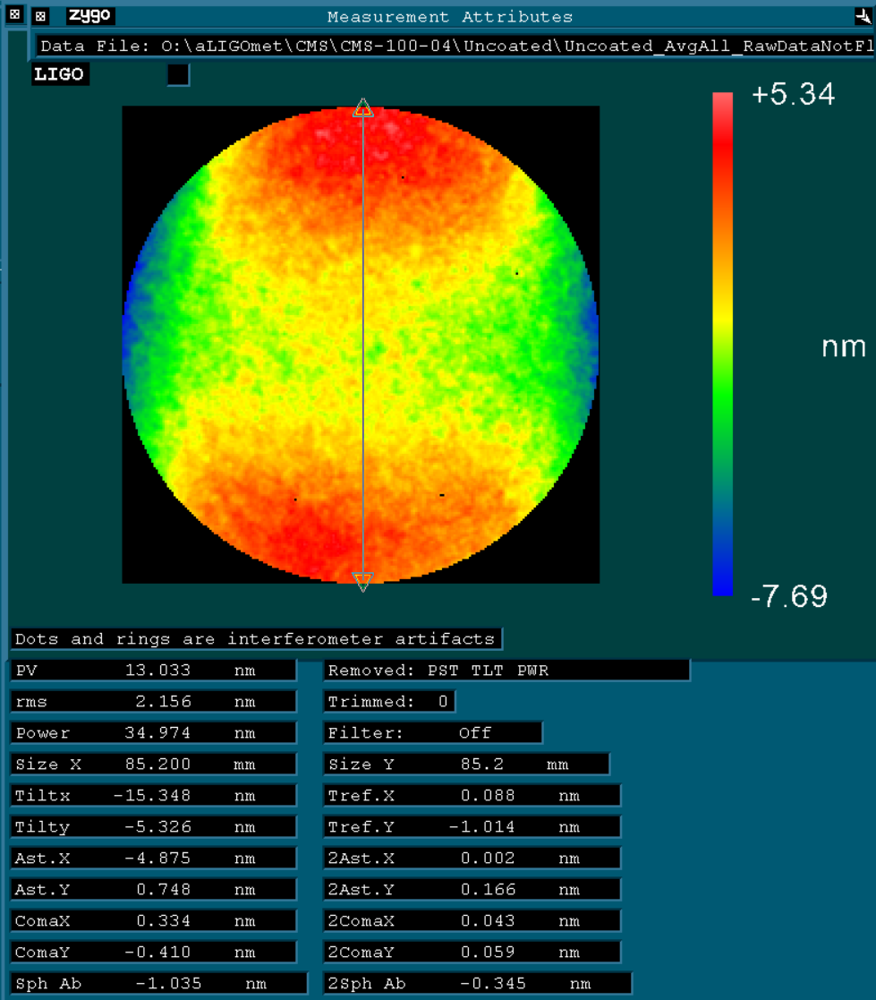 zygo Measurement Attributes
Data File: O:\aLIGOmet\CMS\CMS-100-04\Uncoated\Uncoated_AvgAll_RawDataNotFl
LIGO
+5.34
nm
-7.69
Dots and rings are interferometer artifacts
PV 13.033 nm Removed: PST TLT PWR
rms 2.156 nm Trimmed: 0
Power 34.974 nm Filter: Off
Size X 85.200 mm Size Y 85.2 mm
Tiltx -15.348 nm Tref.X 0.088 nm
Tilty -5.326 nm Tref.Y -1.014 nm
Ast.X -4.875 nm 2Ast.X 0.002 nm
Ast.Y 0.748 nm 2Ast.Y 0.166 nm
ComaX 0.334 nm 2ComaX 0.043 nm
ComaY -0.410 nm 2ComaY 0.059 nm
Sph Ab -1.035 nm 2Sph Ab -0.345 nm